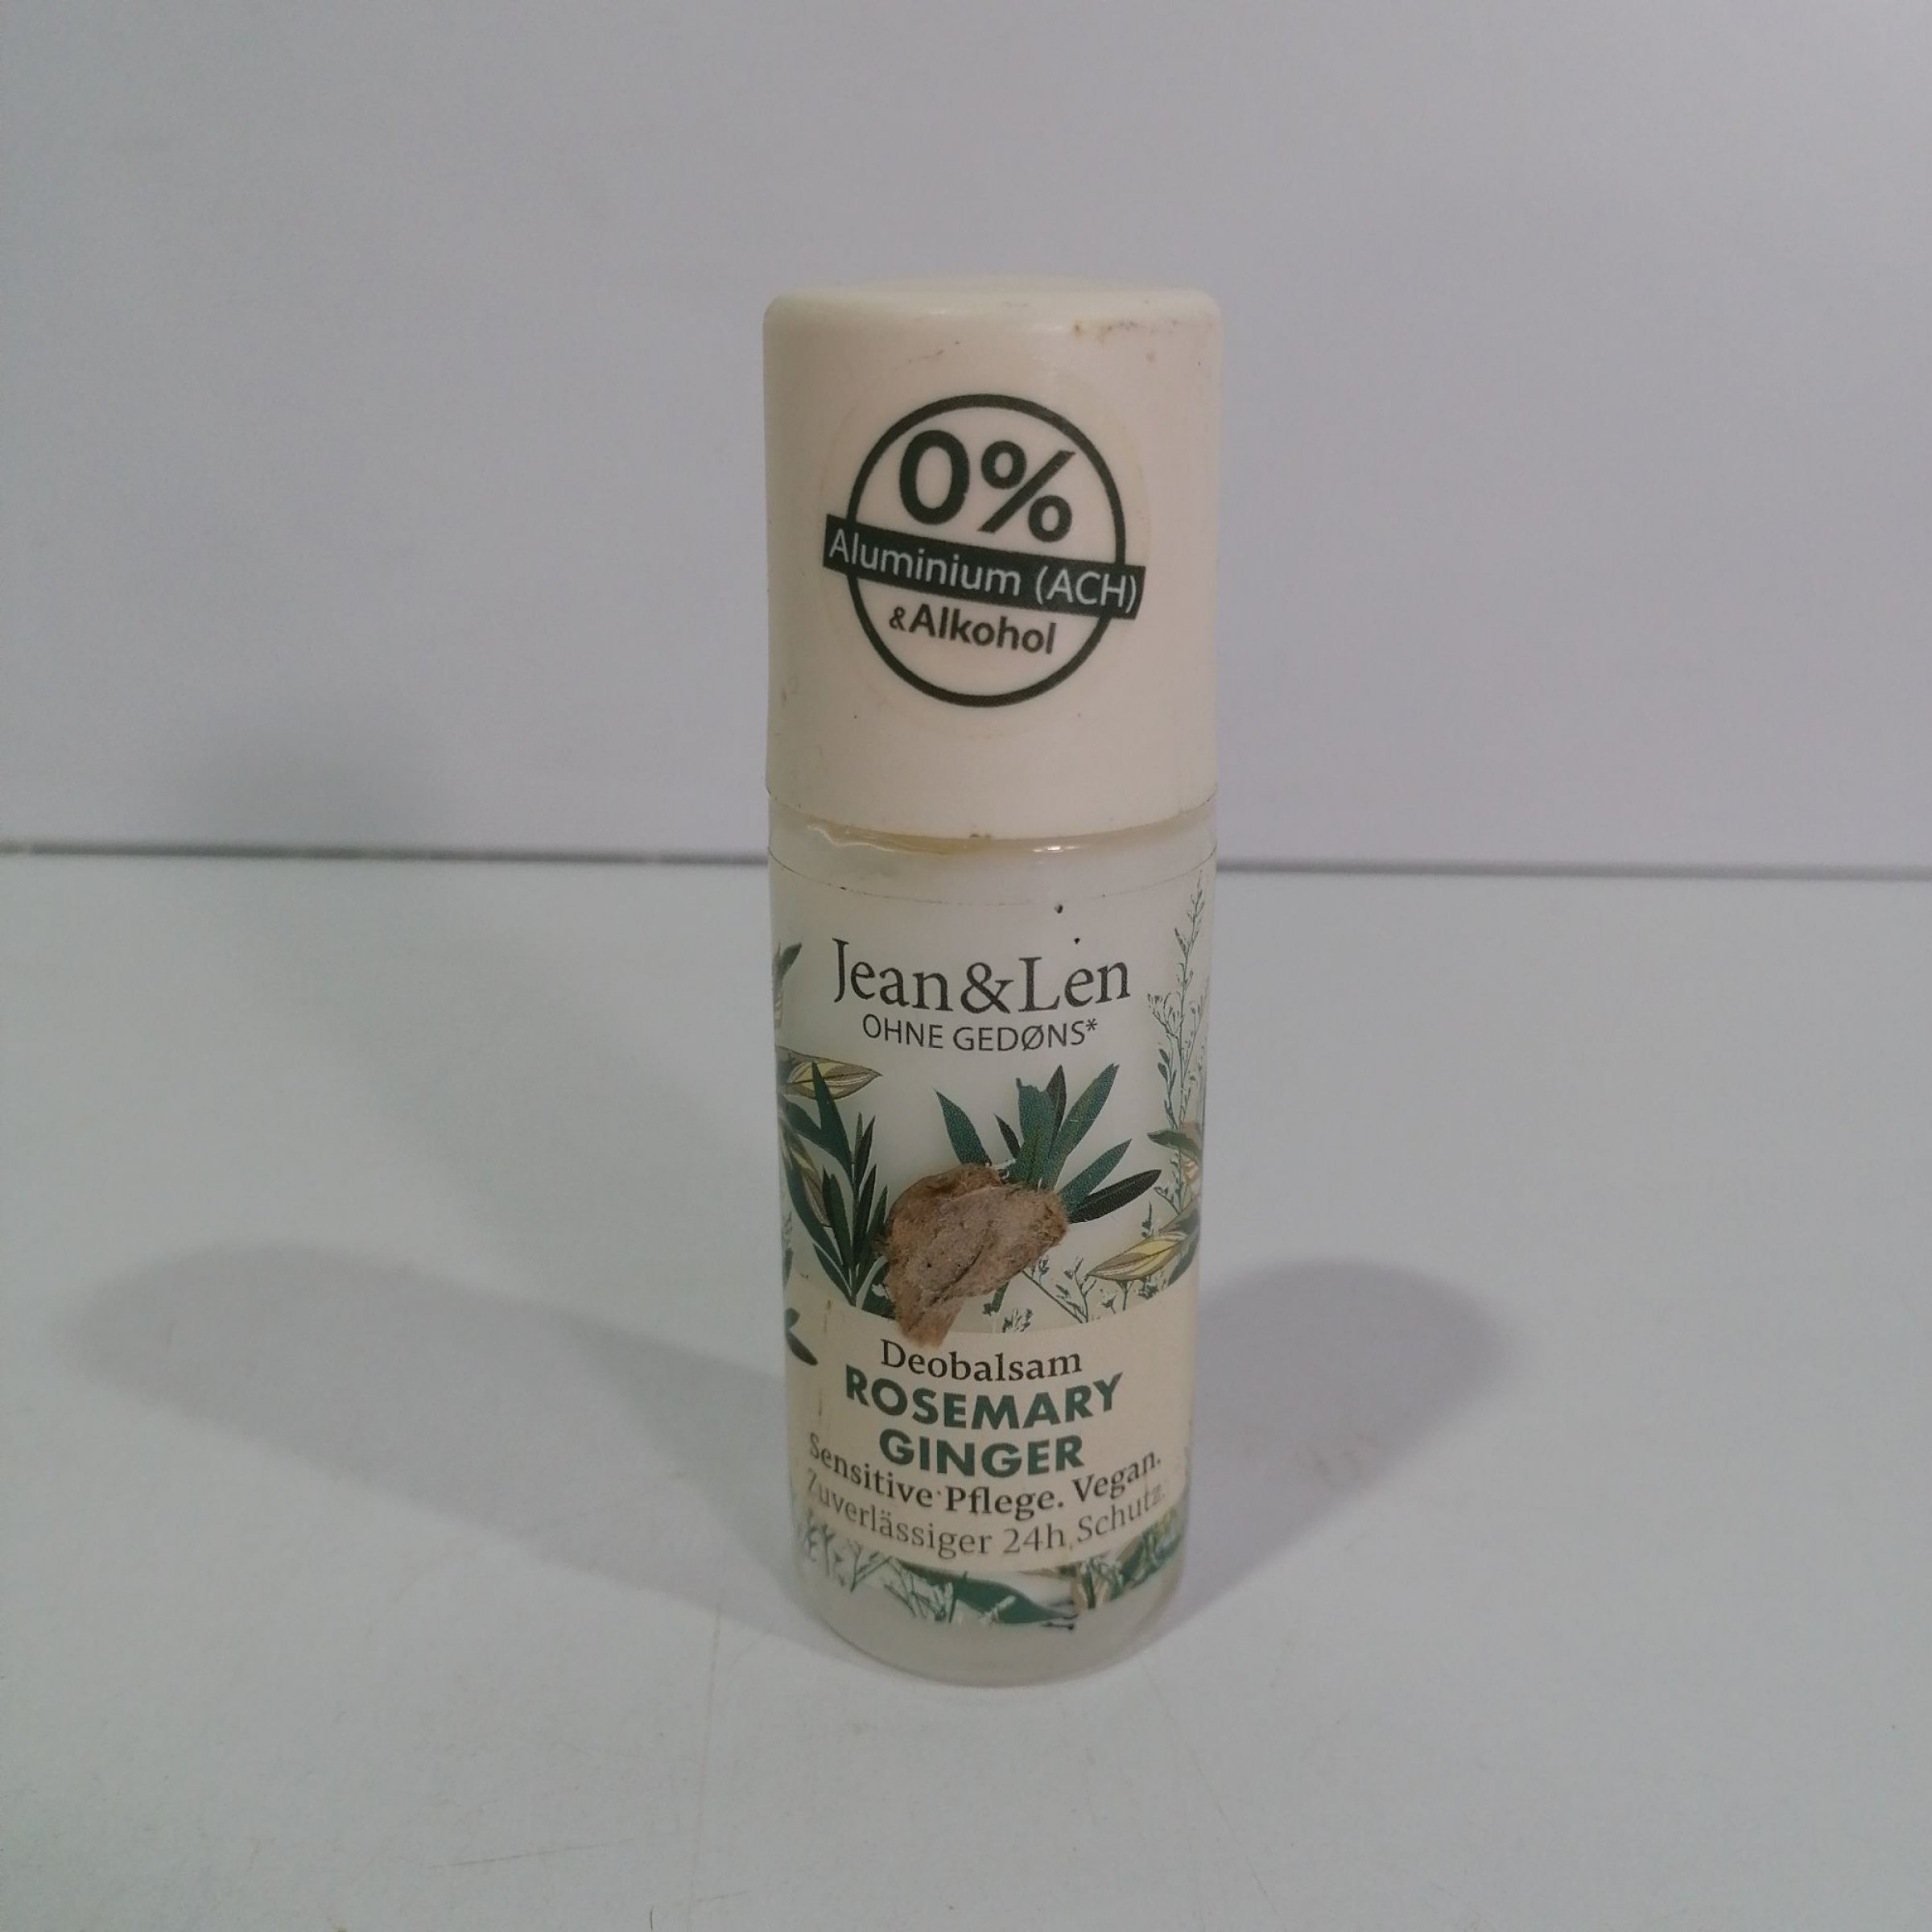 0%
Aluminium (ACH)
&Alkohol
Jean&Len
OHNE GEDØNS*
Deobalsam
ROSEMARY
GINGER
Sensitive Pflege. Vegan.
Zuverlässiger 24h Schutz.